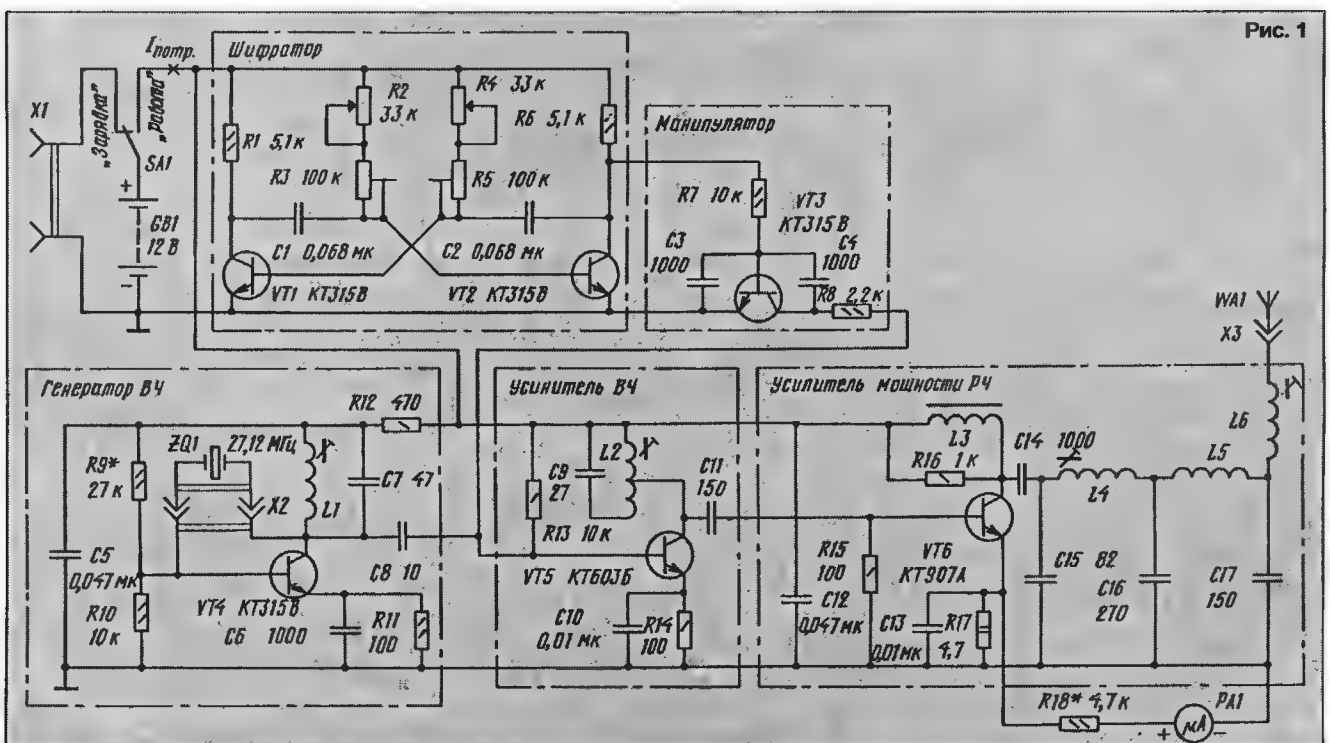 Рис. 1
Iпотр.
Шифратор
X1
"Зарядка"
"Работа"
SA1
+
GB1
12 В
−
R1 5,1 к
R2
33 к
R4 33 к
R6 5,1 к
R3 100 к
R5 100 к
C1 0,068 мк
C2 0,068 мк
VT1 КТ315В
VT2 КТ315В
Манипулятор
R7 10 к
VT3
КТ315В
C3
1000
C4
1000
R8 2,2 к
WA1
X3
Генератор ВЧ
R12 470
ZQ1
27,12 МГц
R9*
27 к
X2
L1
C7 47
C8 10
C5
0,047 мк
R10
10 к
VT4 КТ315В
C6 1000
R11
100
Усинитель ВЧ
L2
C9
27
R13 10 к
C11
150
VT5 КТ603Б
C10
0,01 мк
R14
100
Усилитель мощности РЧ
L3
R16 1 к
C14 1000
L4
L5
L6
R15
100
C12
0,047 мк
VT6
КТ907А
C13
0,01 мк
R17
4,7
C15 82
C16
270
C17
150
R18* 4,7 к
PA1
+
μA
−